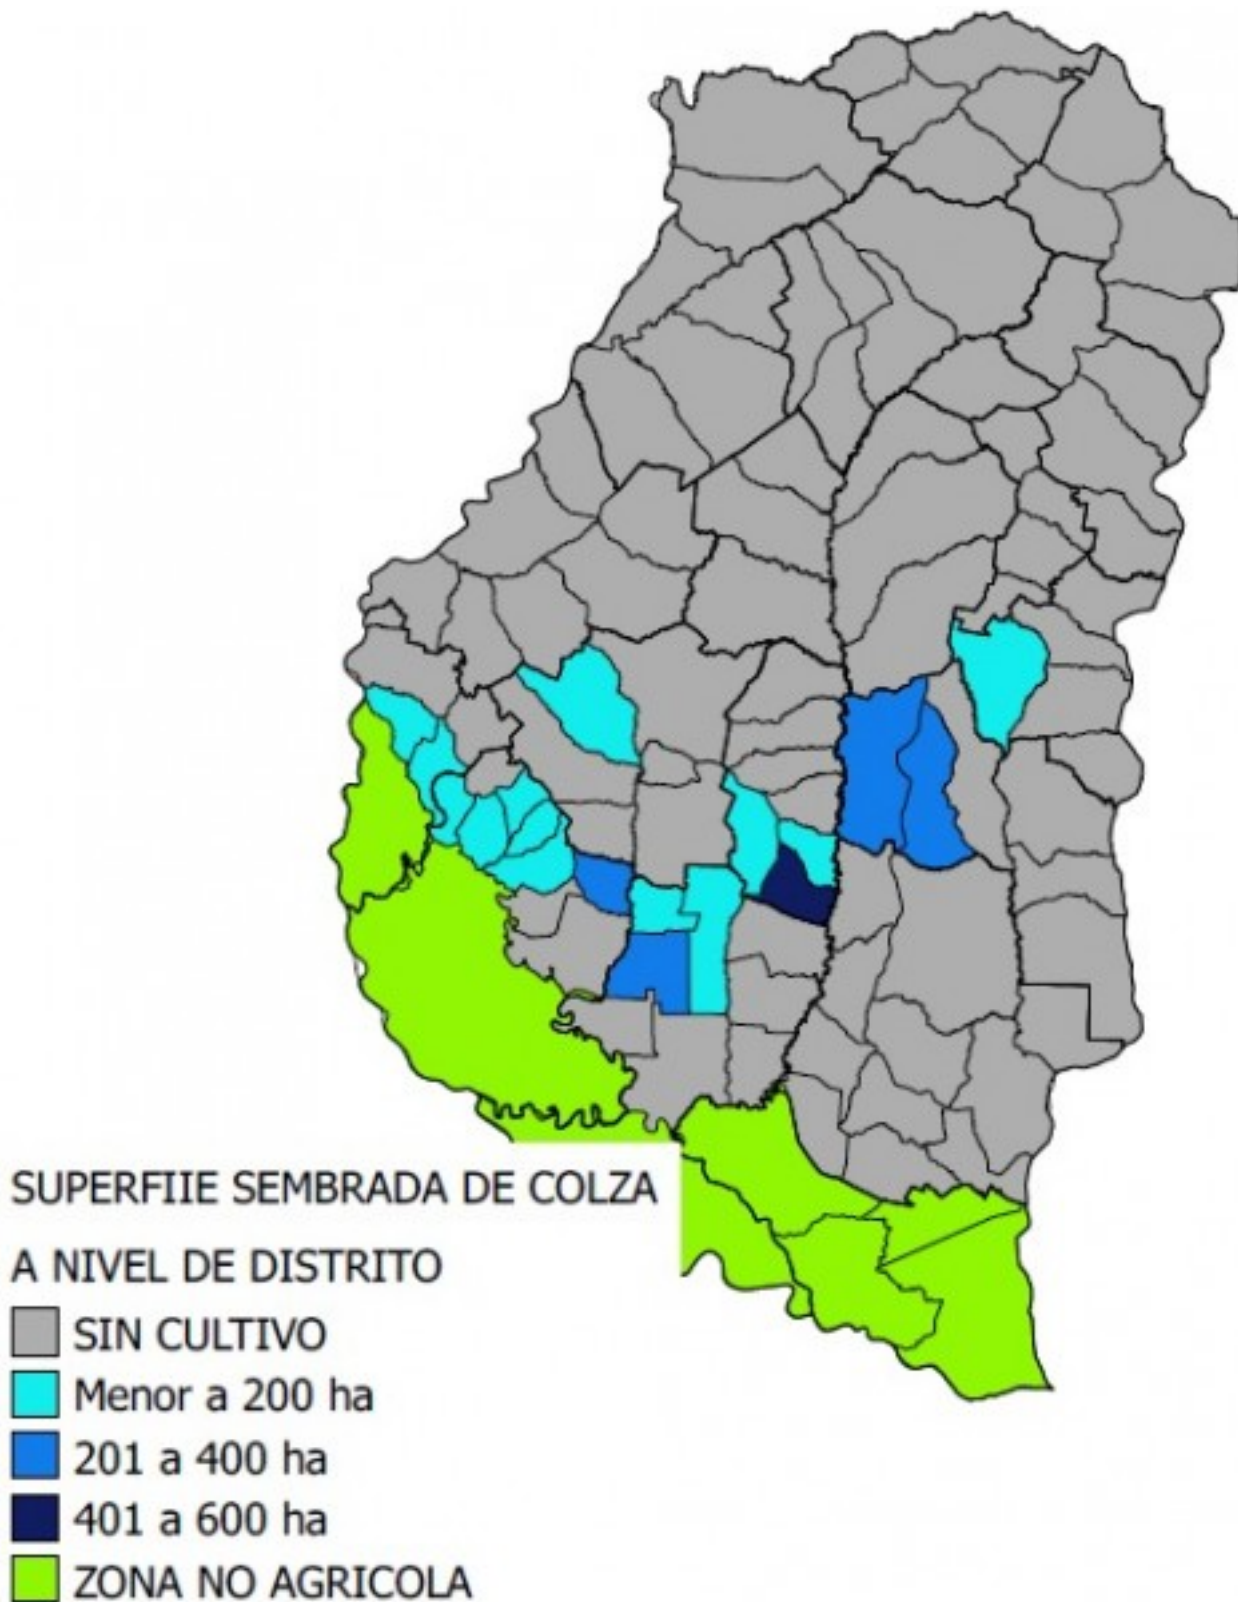 SUPERFIIE SEMBRADA DE COLZA
A NIVEL DE DISTRITO
SIN CULTIVO
Menor a 200 ha
201 a 400 ha
401 a 600 ha
ZONA NO AGRICOLA